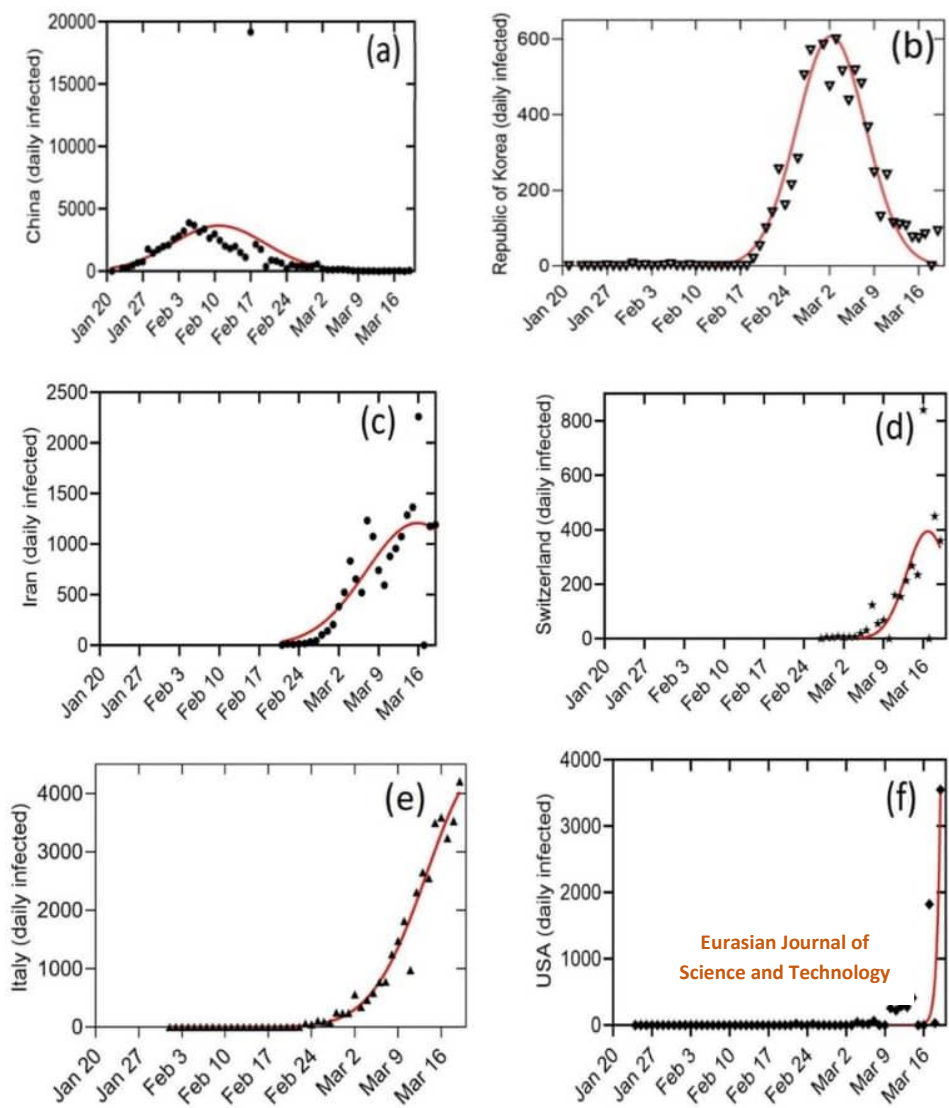 (a)
China (daily infected)
20000
15000
10000
5000
0
Jan 20
Jan 27
Feb 3
Feb 10
Feb 17
Feb 24
Mar 2
Mar 9
Mar 16
(b)
Republic of Korea (daily infected)
600
400
200
0
Jan 20
Jan 27
Feb 3
Feb 10
Feb 17
Feb 24
Mar 2
Mar 9
Mar 16
(c)
Iran (daily infected)
2500
2000
1500
1000
500
0
Jan 20
Jan 27
Feb 3
Feb 10
Feb 17
Feb 24
Mar 2
Mar 9
Mar 16
(d)
Switzerland (daily infected)
800
600
400
200
0
Jan 20
Jan 27
Feb 3
Feb 10
Feb 17
Feb 24
Mar 2
Mar 9
Mar 16
(e)
Italy (daily infected)
4000
3000
2000
1000
0
Jan 20
Jan 27
Feb 3
Feb 10
Feb 17
Feb 24
Mar 2
Mar 9
Mar 16
(f)
USA (daily infected)
4000
3000
2000
1000
0
Jan 20
Jan 27
Feb 3
Feb 10
Feb 17
Feb 24
Mar 2
Mar 9
Mar 16
Eurasian Journal of
Science and Technology